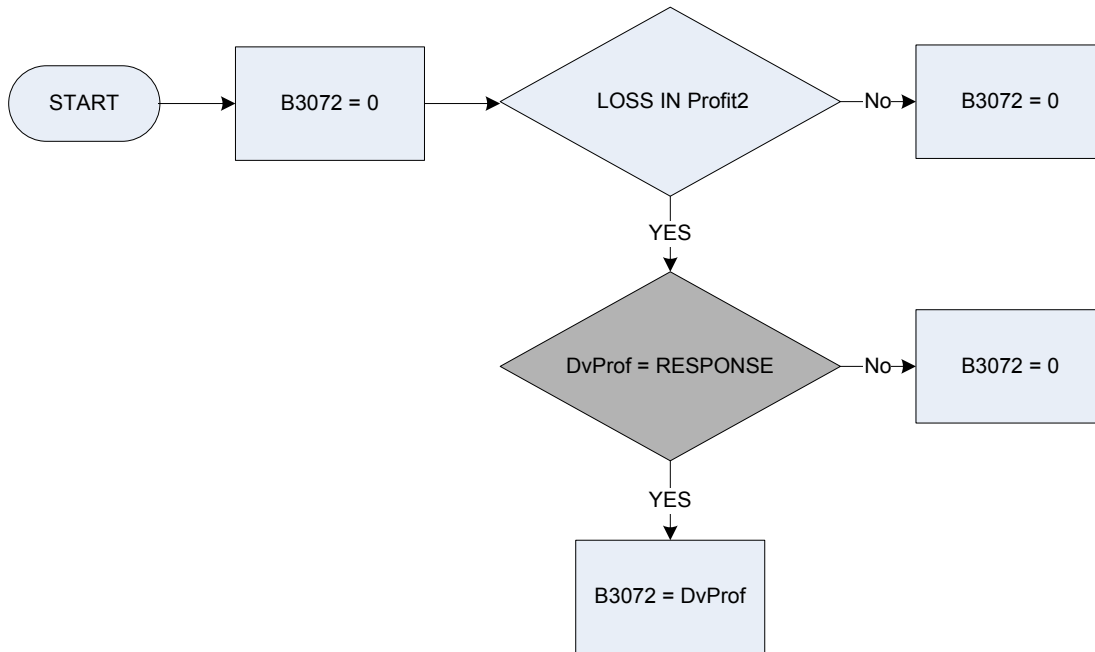 START
B3072 = 0
LOSS IN Profit2
No
B3072 = 0
YES
DvProf = RESPONSE
No
B3072 = 0
YES
B3072 = DvProf